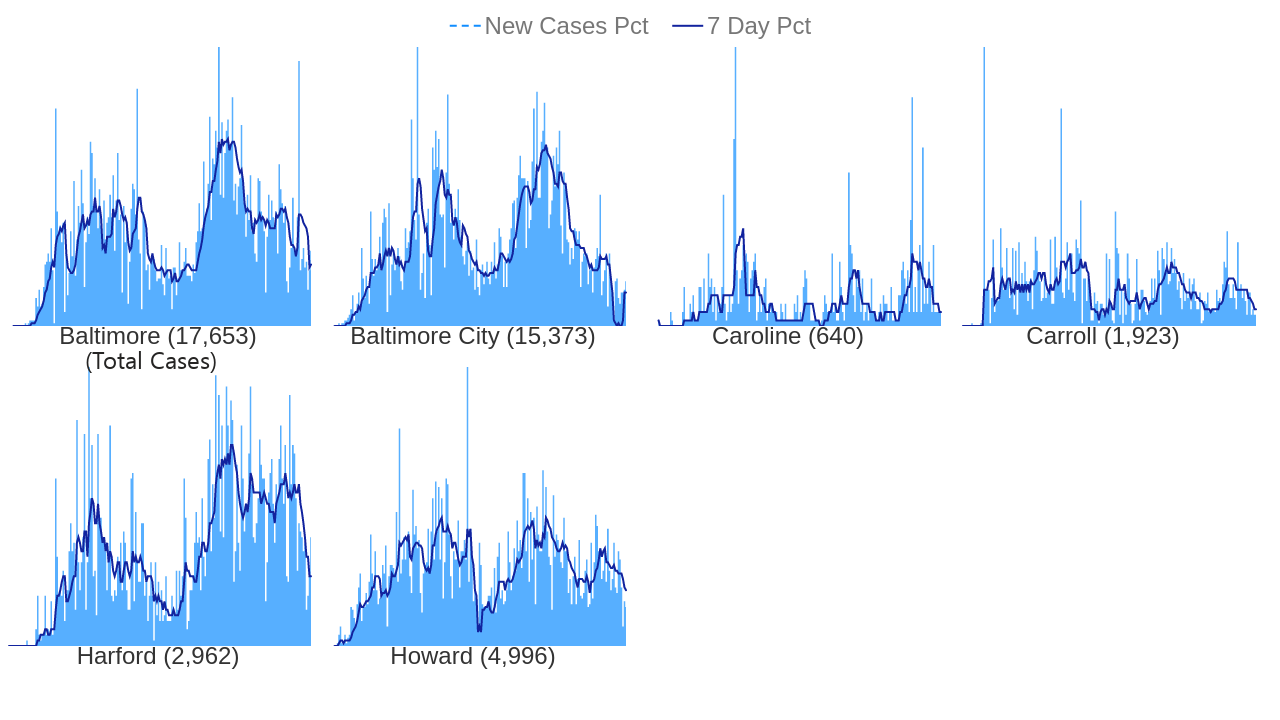 New Cases Pct 7 Day Pct
Baltimore (17,653) Baltimore City (15,373) Caroline (640) Carroll (1,923)
(Total Cases)
Harford (2,962) Howard (4,996)